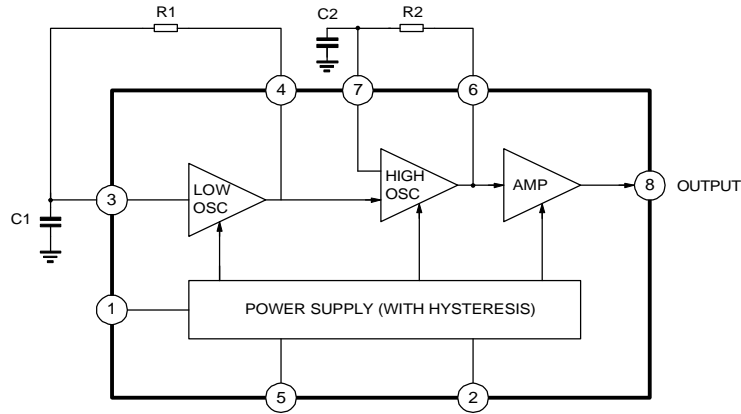 R1
C2
R2
4
7
6
3
LOW
OSC
HIGH
OSC
AMP
8
OUTPUT
C1
1
POWER SUPPLY (WITH HYSTERESIS)
5
2